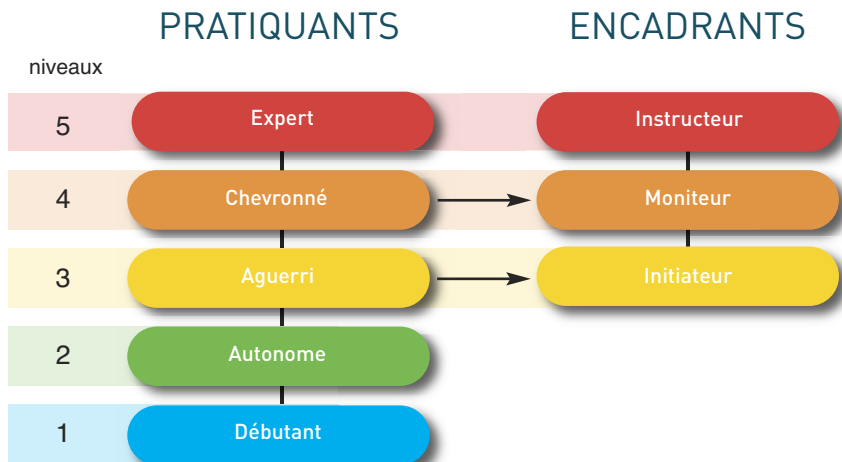 PRATIQUANTS ENCADRANTS
niveaux
5 Expert Instructeur
4 Chevronné Moniteur
3 Aguerri Initiateur
2 Autonome
1 Débutant